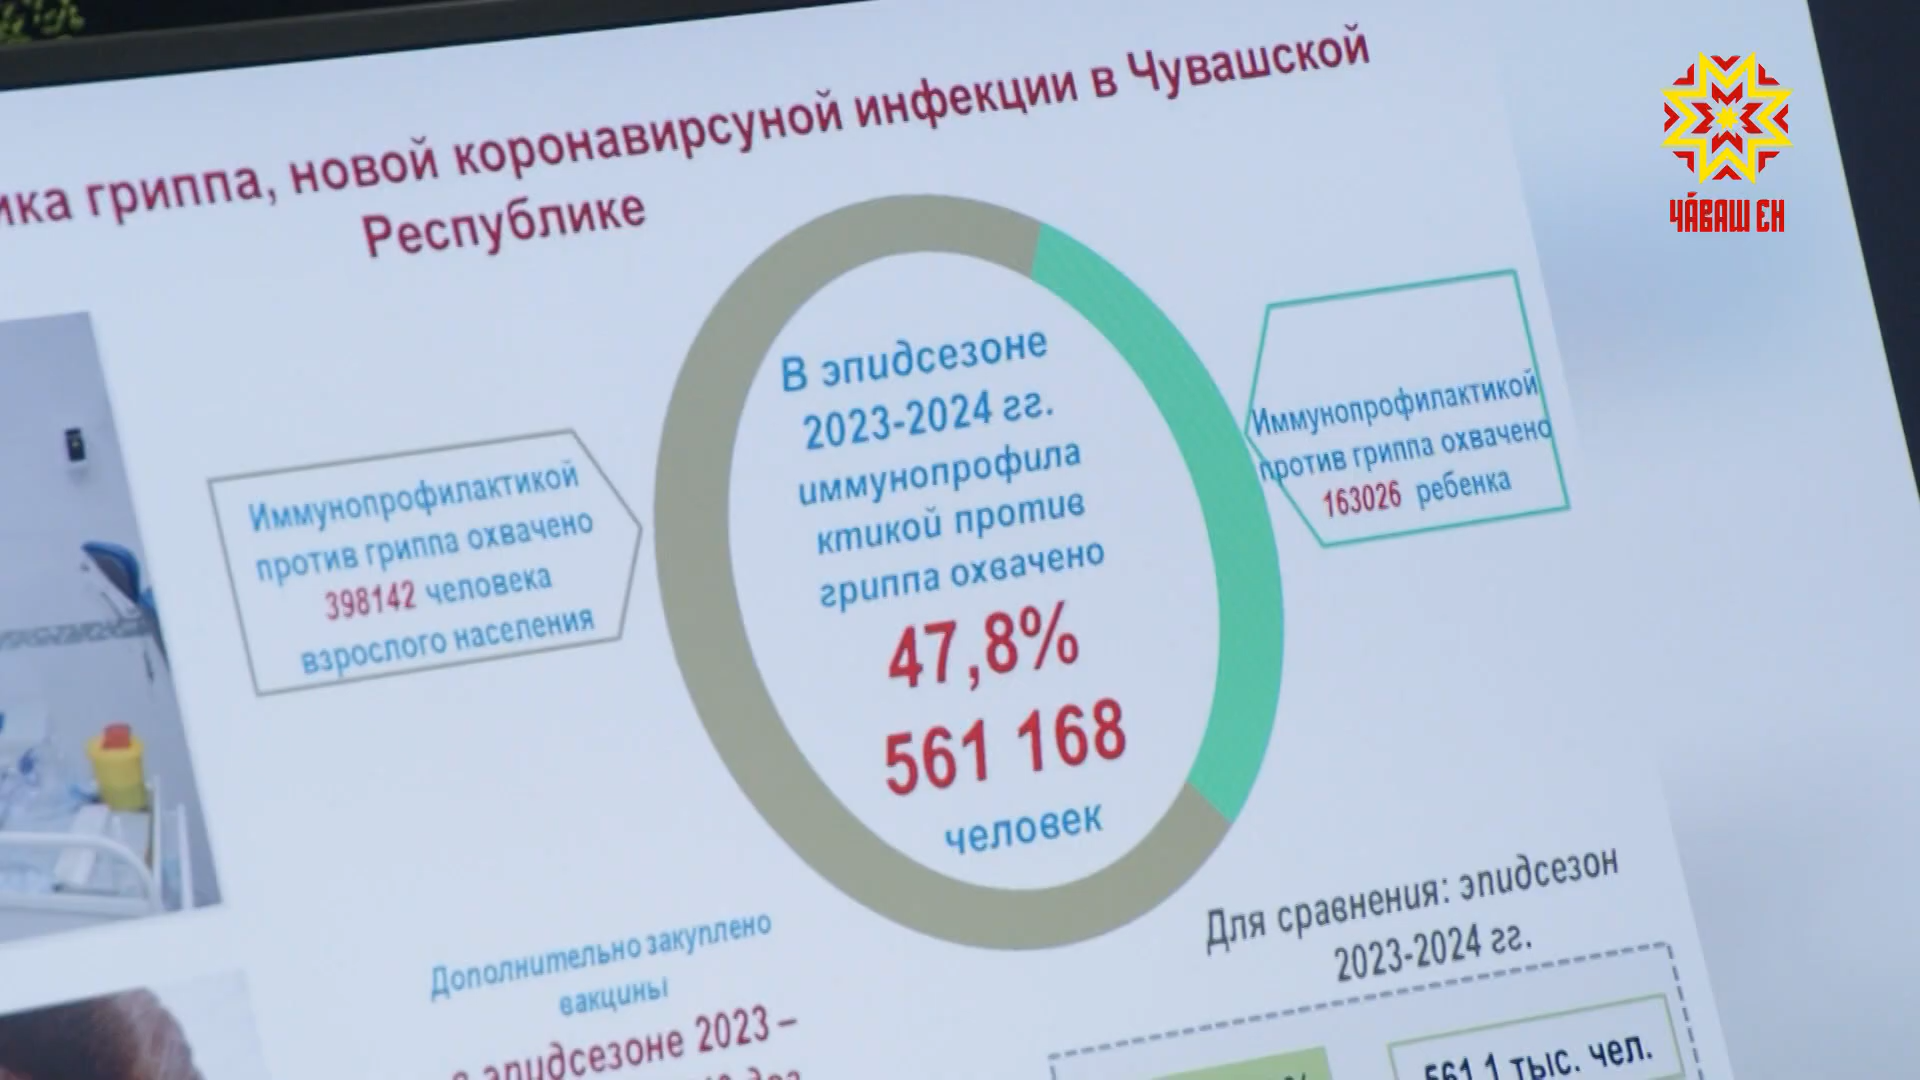 гриппа, новой коронавирсуной инфекции в Чувашской
Республике
ЧӐВАШ ЕН
В эпидсезоне
2023-2024 гг.
иммунопрофила
ктикой против
гриппа охвачено
47,8%
561 168
человек
Иммунопрофилактикой
против гриппа охвачено
398142 человека
взрослого населения
Иммунопрофилактикой
против гриппа охвачено
163026 ребенка
Дополнительно закуплено
вакцины
эпидсезоне 2023 –
Для сравнения: эпидсезон
2023-2024 гг.
561,1 тыс. чел.